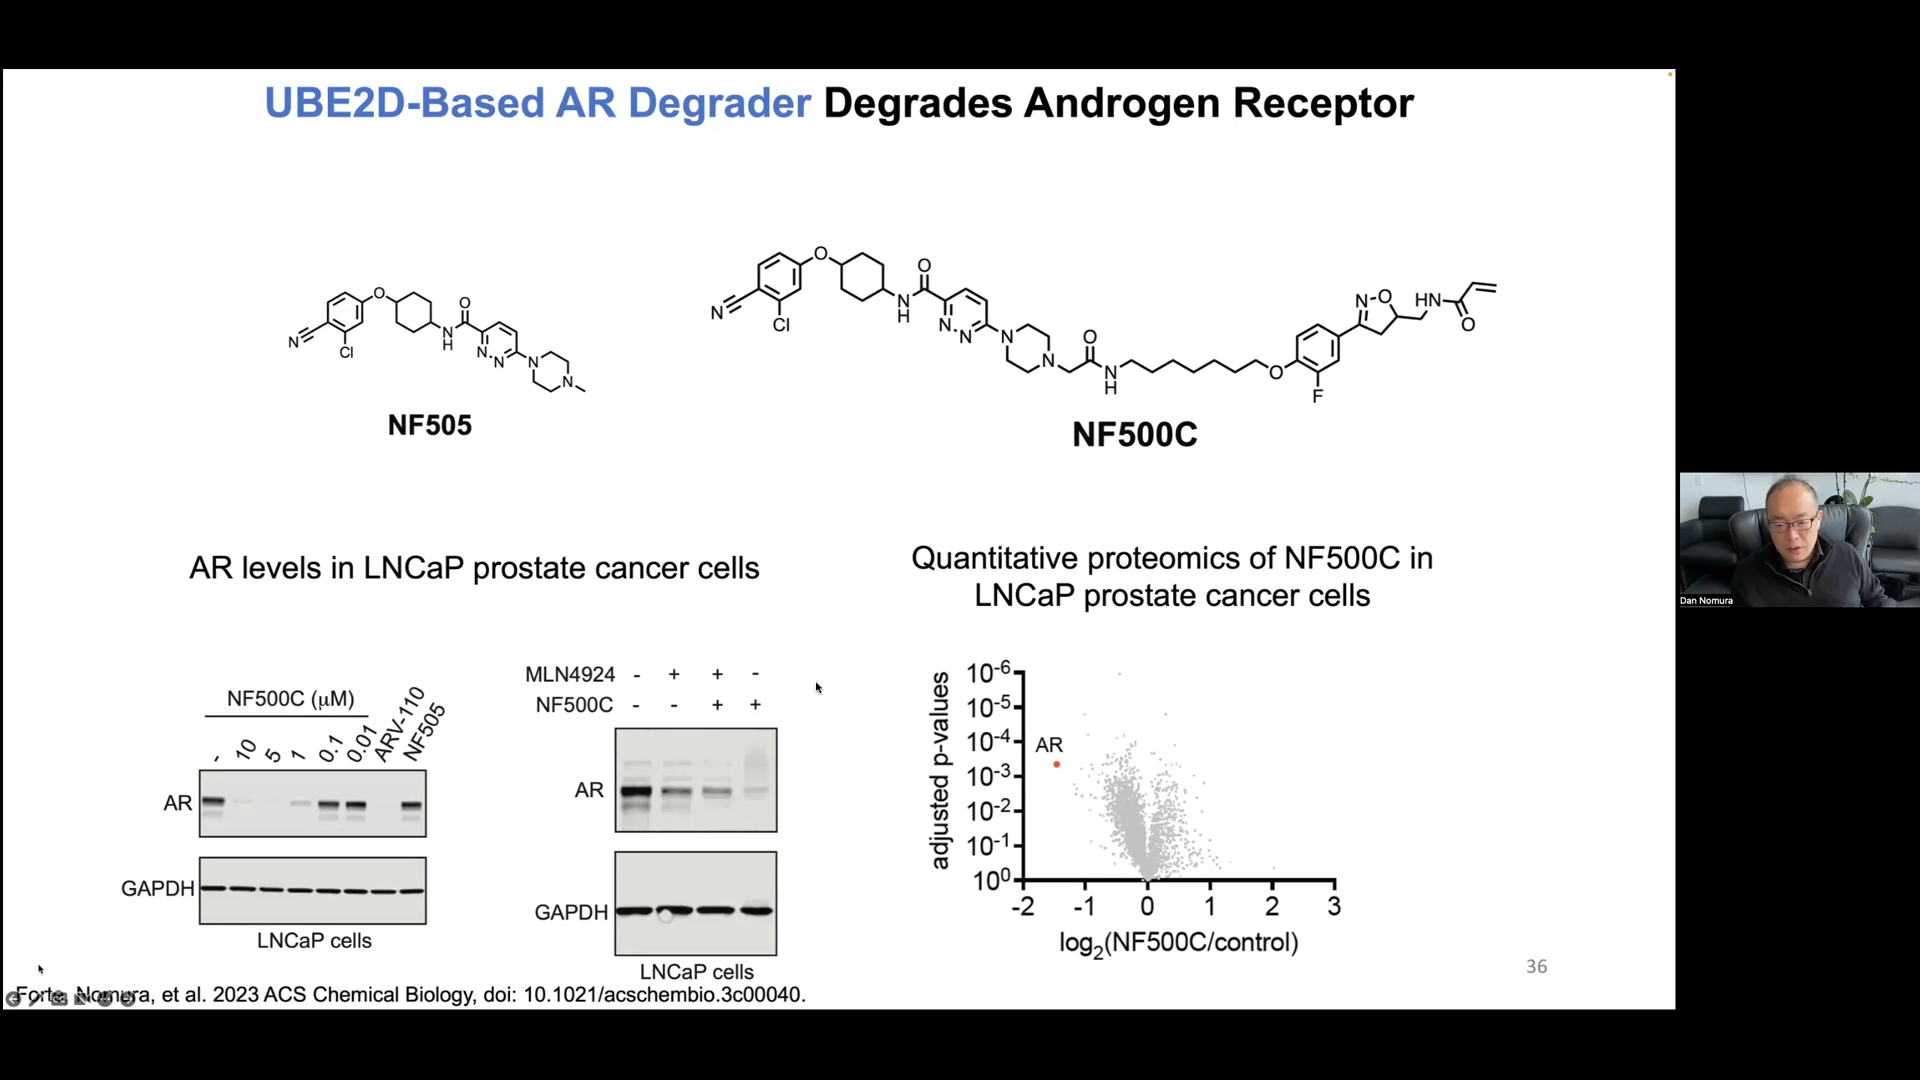 UBE2D-Based AR Degrader Degrades Androgen Receptor
O
N
Cl
N
H
O
N
N
N
N
NF505
O
N
Cl
N
H
O
N
N
N
N
O
N
H
O
F
N
O
HN
O
NF500C
AR levels in LNCaP prostate cancer cells
NF500C (μM)
- 10 5 1 0.1 0.01 ARV-110 NF505
AR
GAPDH
LNCaP cells
MLN4924 - + + -
NF500C - - + +
AR
GAPDH
LNCaP cells
Quantitative proteomics of NF500C in
LNCaP prostate cancer cells
adjusted p-values
10-6
10-5
10-4
10-3
10-2
10-1
100
AR
-2 -1 0 1 2 3
log2(NF500C/control)
36
Forte, Nomura, et al. 2023 ACS Chemical Biology, doi: 10.1021/acschembio.3c00040.
Dan Nomura